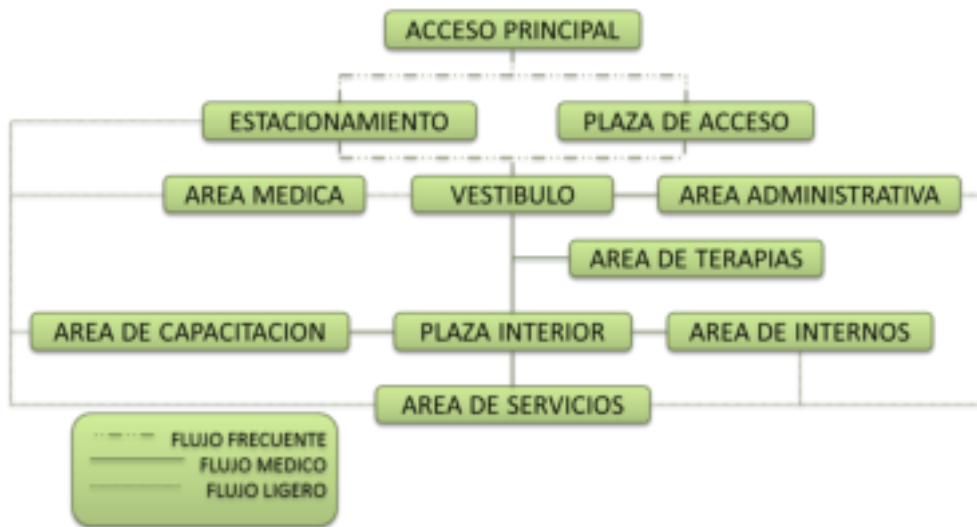 ACCESO PRINCIPAL
ESTACIONAMIENTO
PLAZA DE ACCESO
AREA MEDICA
VESTIBULO
AREA ADMINISTRATIVA
AREA DE TERAPIAS
AREA DE CAPACITACION
PLAZA INTERIOR
AREA DE INTERNOS
AREA DE SERVICIOS
FLUJO FRECUENTE
FLUJO MEDICO
FLUJO LIGERO